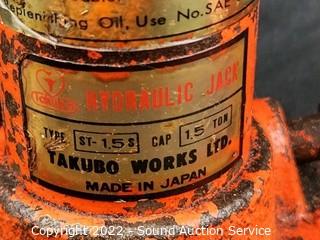 Replenishing Oil, Use No. SAE
TAKUBO
HYDRAULIC JACK
TYPE ST-1.5S CAP 1.5 TON
TAKUBO WORKS LTD.
MADE IN JAPAN
Copyright 2022 - Sound Auction Service